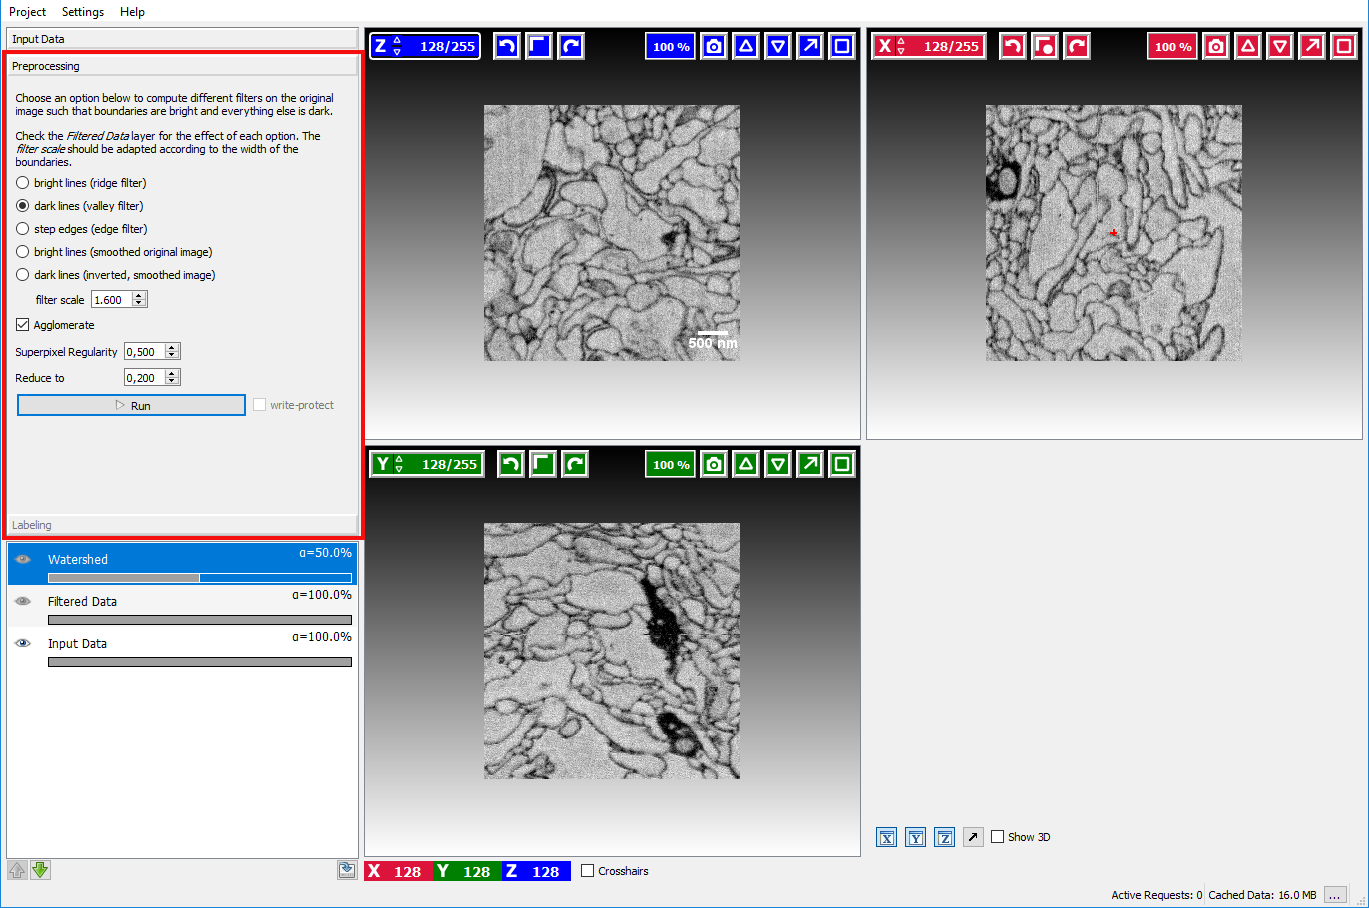 Project Settings Help
Input Data
Preprocessing
Choose an option below to compute different filters on the original
image such that boundaries are bright and everything else is dark.
Check the Filtered Data layer for the effect of each option. The
filter scale should be adapted according to the width of the
boundaries.
bright lines (ridge filter)
dark lines (valley filter)
step edges (edge filter)
bright lines (smoothed original image)
dark lines (inverted, smoothed image)
filter scale 1.600
Agglomerate
Superpixel Regularity 0,500
Reduce to 0,200
Run write-protect
Labeling
Watershed α=50.0%
Filtered Data α=100.0%
Input Data α=100.0%
Z 128/255 100 %
500 nm
X 128/255 100 %
Y 128/255 100 %
X Y Z Show 3D
X 128 Y 128 Z 128 Crosshairs
Active Requests: 0 Cached Data: 16.0 MB ...